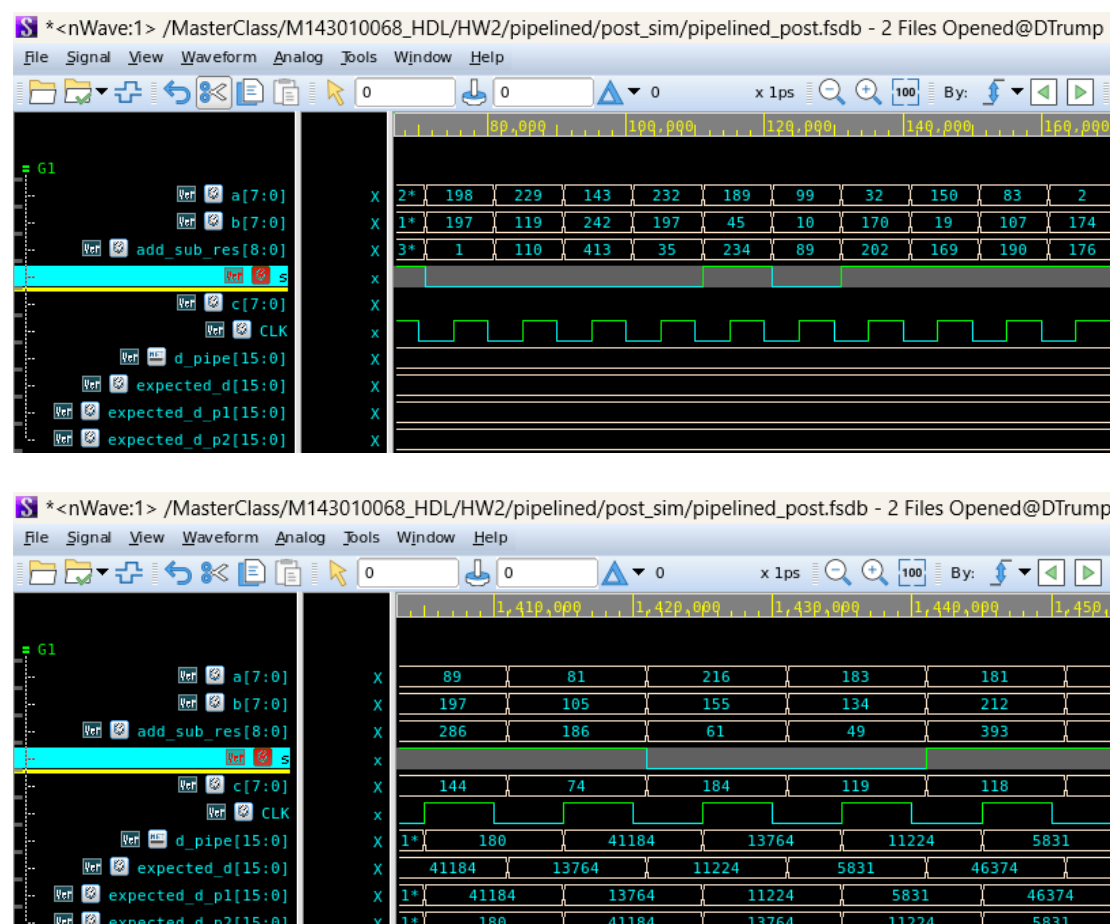 *<nWave:1> /MasterClass/M143010068_HDL/HW2/pipelined/post_sim/pipelined_post.fsdb - 2 Files Opened@DTrump
File Signal View Waveform Analog Tools Window Help
0 0 0 x 1ps 100 By:
80,000 100,000 120,000 140,000 160,000
G1
a[7:0] X 2* 198 229 143 232 189 99 32 150 83 2
b[7:0] X 1* 197 119 242 197 45 10 170 19 107 174
add_sub_res[8:0] X 3* 1 110 413 35 234 89 202 169 190 176
s x
c[7:0] X
CLK x
d_pipe[15:0] X
expected_d[15:0] X
expected_d_p1[15:0] X
expected_d_p2[15:0] X
*<nWave:1> /MasterClass/M143010068_HDL/HW2/pipelined/post_sim/pipelined_post.fsdb - 2 Files Opened@DTrump
File Signal View Waveform Analog Tools Window Help
0 0 0 x 1ps 100 By:
1,410,000 1,420,000 1,430,000 1,440,000 1,450,
G1
a[7:0] X 89 81 216 183 181
b[7:0] X 197 105 155 134 212
add_sub_res[8:0] X 286 186 61 49 393
s x
c[7:0] X 144 74 184 119 118
CLK x
d_pipe[15:0] X 1* 180 41184 13764 11224 5831
expected_d[15:0] X 41184 13764 11224 5831 46374
expected_d_p1[15:0] X 1* 41184 13764 11224 5831 46374
expected_d_p2[15:0] X 1* 180 41184 13764 11224 5831